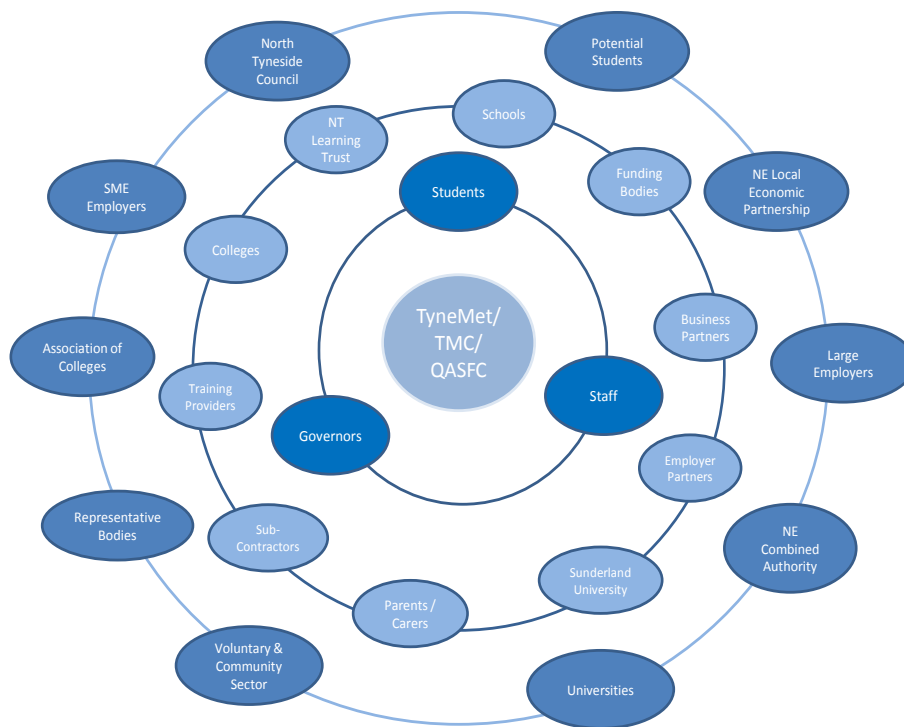 North
Tyneside
Council
Potential
Students
NT
Learning
Trust
Schools
Funding
Bodies
SME
Employers
Students
NE Local
Economic
Partnership
Colleges
TyneMet/
TMC/
QASFC
Business
Partners
Association of
Colleges
Large
Employers
Training
Providers
Staff
Governors
Employer
Partners
Representative
Bodies
Sub-
Contractors
NE
Combined
Authority
Sunderland
University
Parents /
Carers
Voluntary &
Community
Sector
Universities